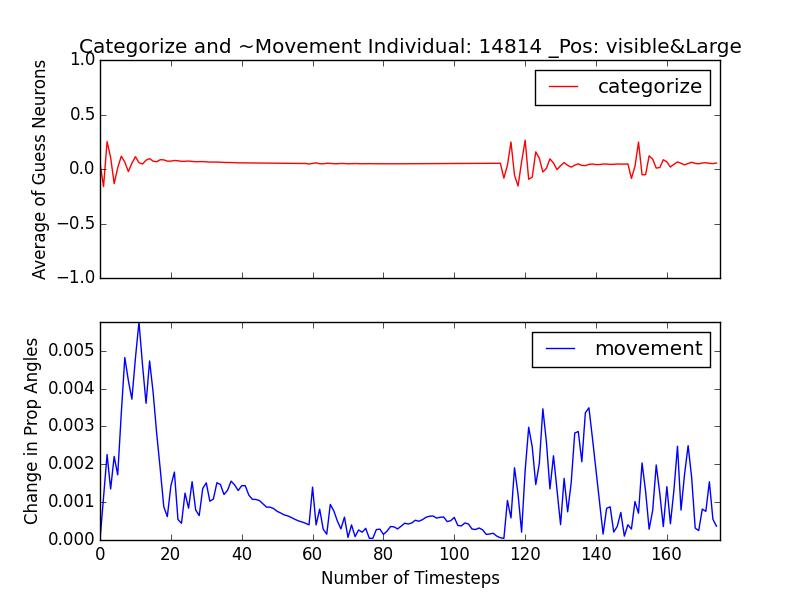 Categorize and ~Movement Individual: 14814 _Pos: visible&Large
Average of Guess Neurons
1.0
0.5
0.0
−0.5
−1.0
categorize
Change in Prop Angles
0.005
0.004
0.003
0.002
0.001
0.000
movement
0 20 40 60 80 100 120 140 160
Number of Timesteps